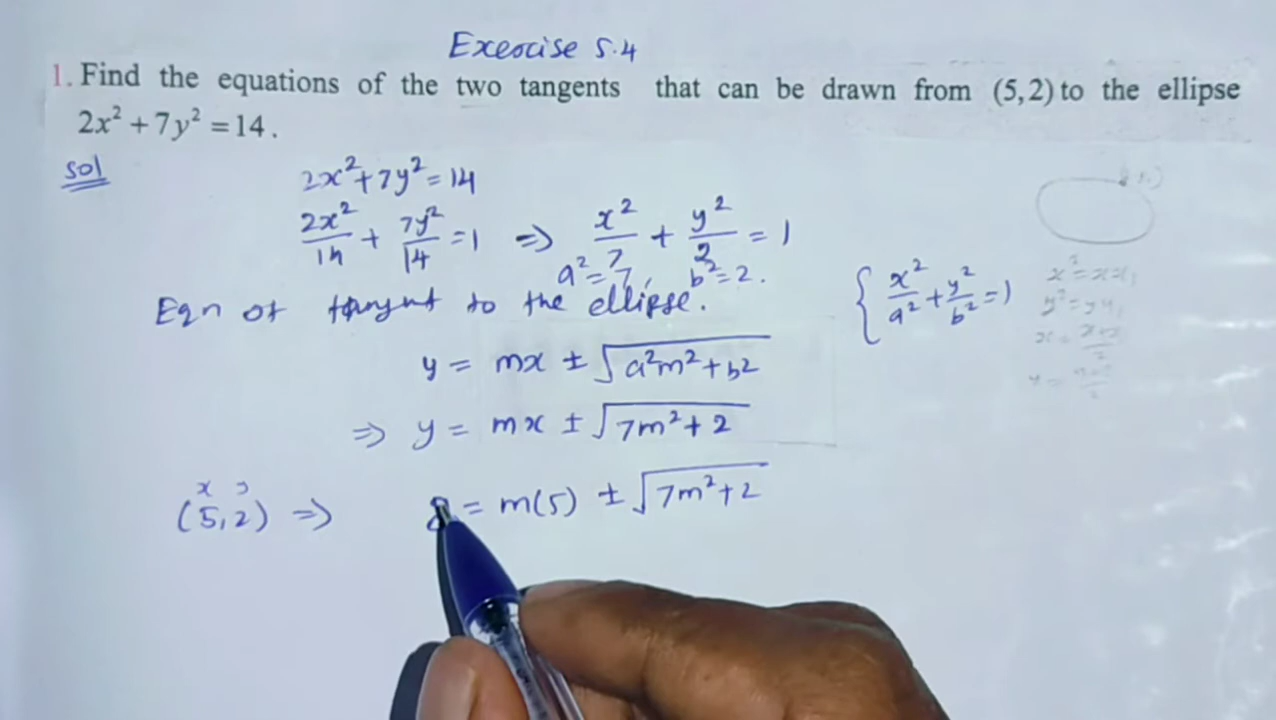 Exercise 5.4
1. Find the equations of the two tangents that can be drawn from (5,2) to the ellipse
2x² + 7y² = 14.
Sol
2x² + 7y² = 14
2x²/14 + 7y²/14 = 1 ⇒ x²/7 + y²/2 = 1
a² = 7, b² = 2.
Eqn of tangent to the ellipse. { x²/a² + y²/b² = 1
y = mx ± √(a²m² + b²)
⇒ y = mx ± √(7m² + 2)
x
(5,2) ⇒ = m(5) ± √(7m² + 2)